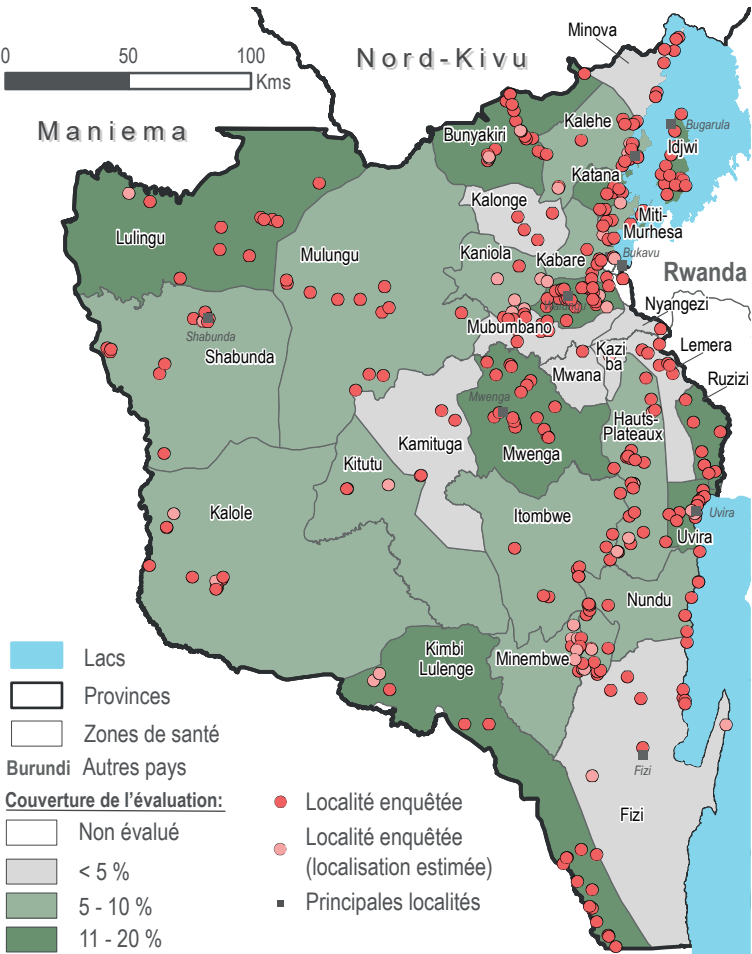 Minova
0 50 100
Kms
Nord-Kivu
Maniema
Bunyakiri
Kalehe
Bugarula
Idjwi
Katana
Kalonge
Miti-
Murhesa
Lulingu
Mulungu
Kaniola
Kabare
Bukavu
Rwanda
Nyangezi
Shabunda
Shabunda
Mubumbano
Kazi
ba
Lemera
Mwana
Ruzizi
Mwenga
Hauts-
Plateaux
Kamituga
Mwenga
Kitutu
Kalole
Itombwe
Uvira
Uvira
Nundu
Kimbi
Lulenge
Minembwe
Fizi
Fizi
Lacs
Provinces
Zones de santé
Burundi Autres pays
Couverture de l'évaluation:
Non évalué
< 5 %
5 - 10 %
11 - 20 %
Localité enquêtée
Localité enquêtée
(localisation estimée)
Principales localités